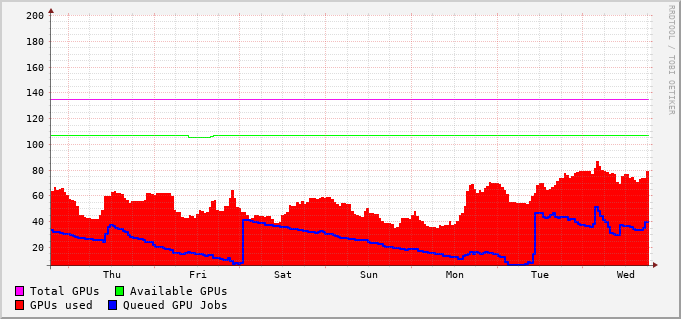 200
180
160
140
120
100
80
60
40
20
Thu Fri Sat Sun Mon Tue Wed
Total GPUs Available GPUs
GPUs used Queued GPU Jobs
RRDTOOL / TOBI OETIKER